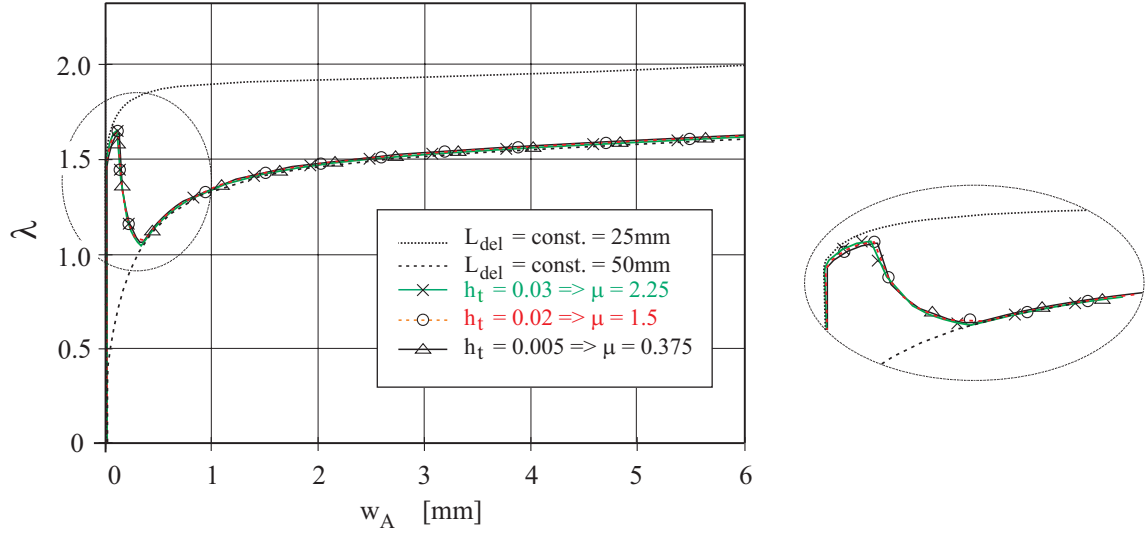 λ
2.0
1.5
1.0
0.5
0
0 1 2 3 4 5 6
w_A [mm]
L_del = const. = 25mm
L_del = const. = 50mm
h_t = 0.03 => μ = 2.25
h_t = 0.02 => μ = 1.5
h_t = 0.005 => μ = 0.375